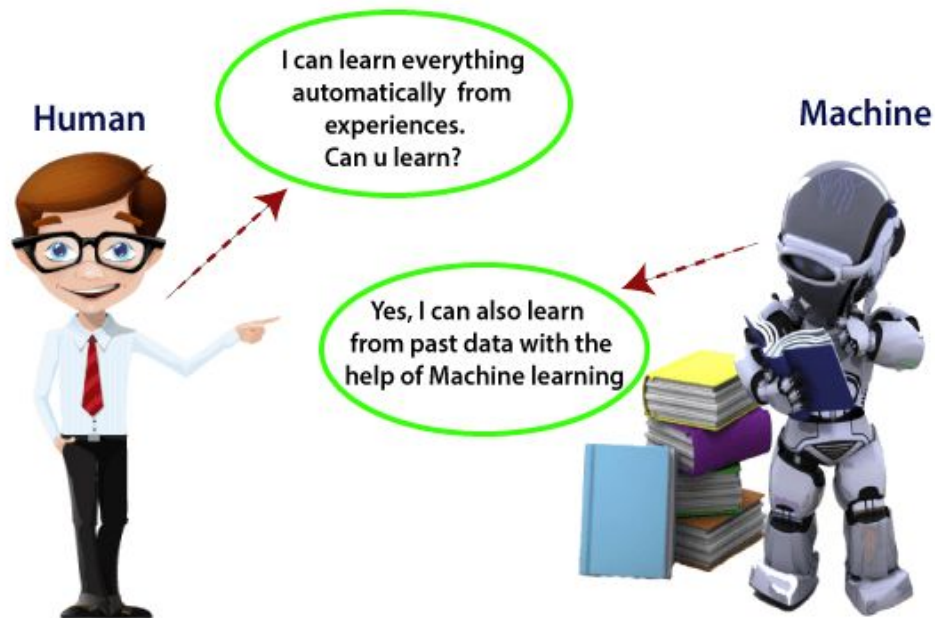 Human
I can learn everything
automatically from
experiences.
Can u learn?
Machine
Yes, I can also learn
from past data with the
help of Machine learning